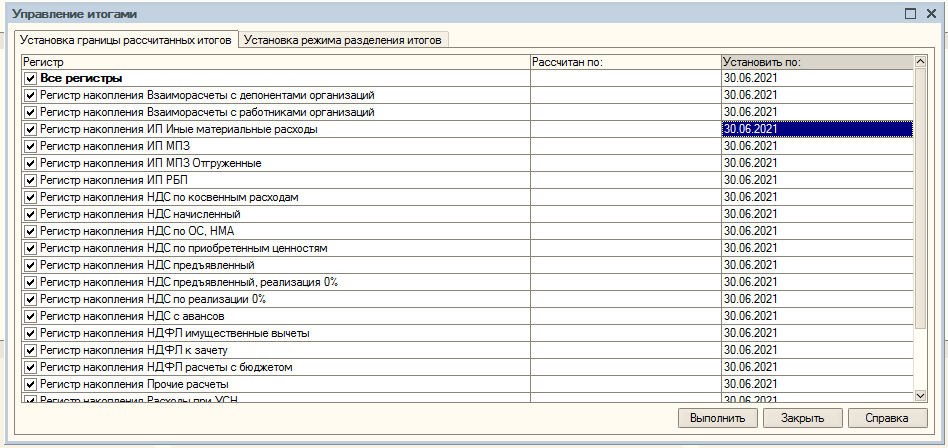 Управление итогами
Установка границы рассчитанных итогов Установка режима разделения итогов
Регистр Рассчитан по: Установить по:
Все регистры 30.06.2021
Регистр накопления Взаиморасчеты с депонентами организаций 30.06.2021
Регистр накопления Взаиморасчеты с работниками организаций 30.06.2021
Регистр накопления ИП Иные материальные расходы 30.06.2021
Регистр накопления ИП МПЗ 30.06.2021
Регистр накопления ИП МПЗ Отгруженные 30.06.2021
Регистр накопления ИП РБП 30.06.2021
Регистр накопления НДС по косвенным расходам 30.06.2021
Регистр накопления НДС начисленный 30.06.2021
Регистр накопления НДС по ОС, НМА 30.06.2021
Регистр накопления НДС по приобретенным ценностям 30.06.2021
Регистр накопления НДС предъявленный 30.06.2021
Регистр накопления НДС предъявленный, реализация 0% 30.06.2021
Регистр накопления НДС по реализации 0% 30.06.2021
Регистр накопления НДС с авансов 30.06.2021
Регистр накопления НДФЛ имущественные вычеты 30.06.2021
Регистр накопления НДФЛ к зачету 30.06.2021
Регистр накопления НДФЛ расчеты с бюджетом 30.06.2021
Регистр накопления Прочие расчеты 30.06.2021
Регистр накопления Расходы при УСН 30.06.2021
Выполнить Закрыть Справка